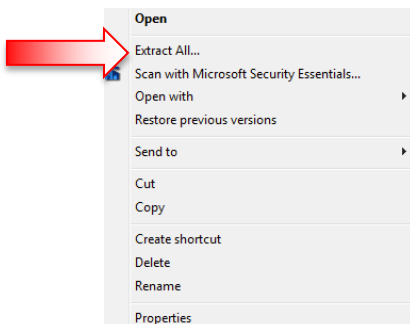 Open
Extract All...
Scan with Microsoft Security Essentials...
Open with
Restore previous versions
Send to
Cut
Copy
Create shortcut
Delete
Rename
Properties